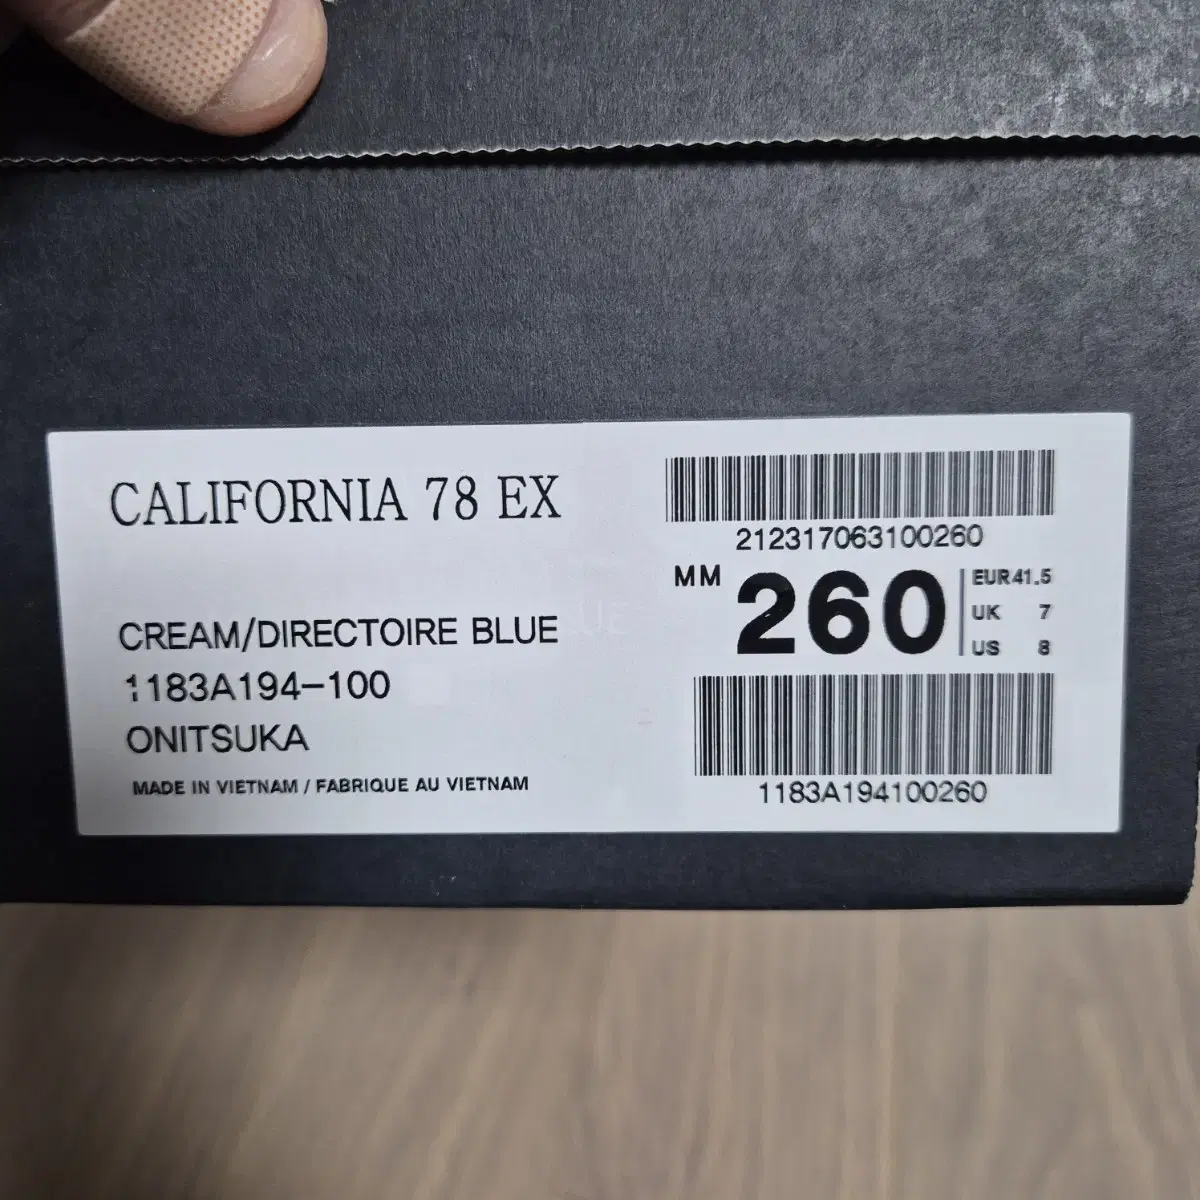 CALIFORNIA 78 EX
CREAM/DIRECTOIRE BLUE
1183A194-100
ONITSUKA
MADE IN VIETNAM / FABRIQUE AU VIETNAM
212317063100260
MM 260
EUR 41.5
UK 7
US 8
1183A194100260